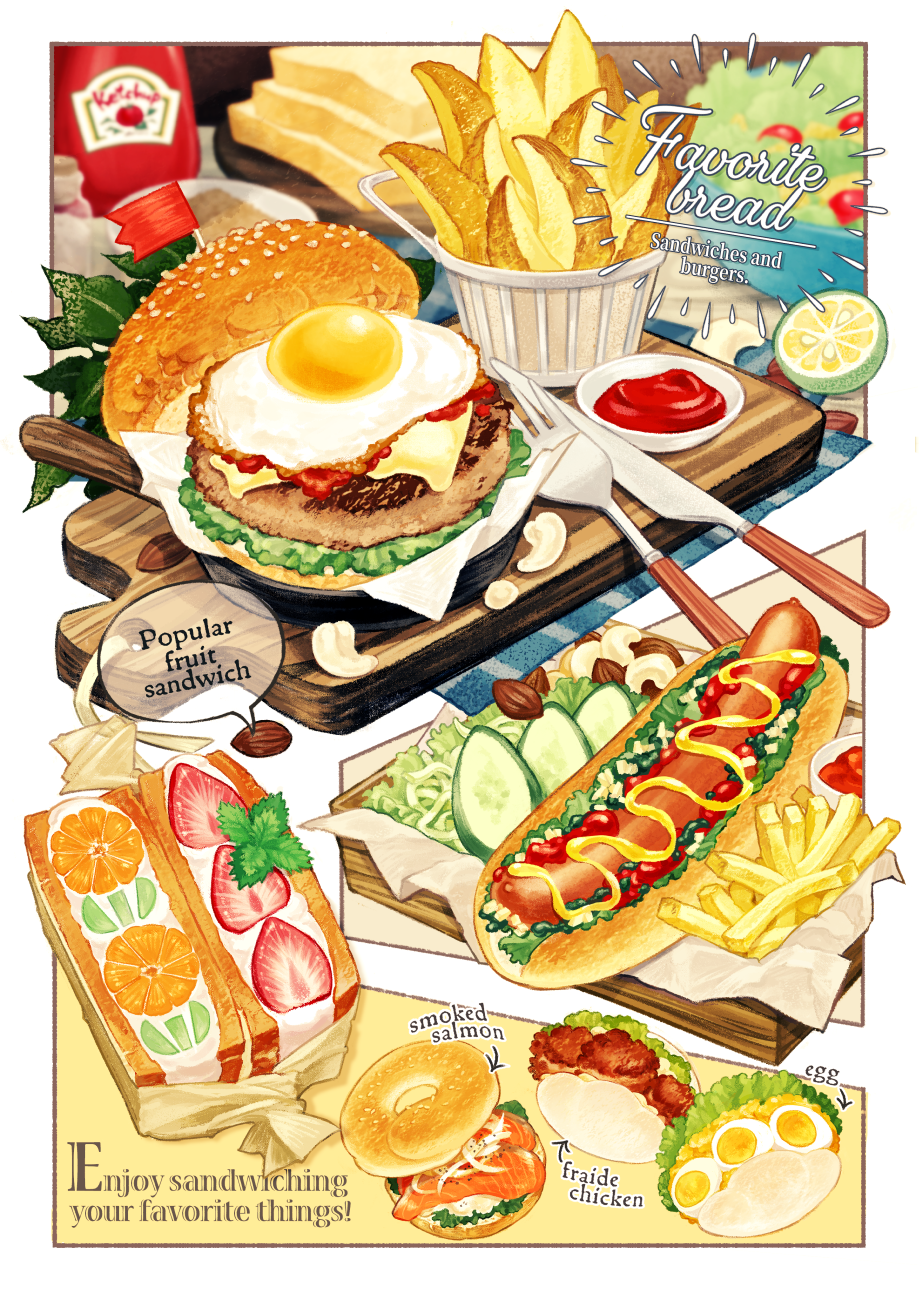 Ketchup
Favorite
bread
Sandwiches and
burgers.
Popular
fruit
sandwich
smoked
salmon
egg
fraide
chicken
Enjoy sandwiching
your favorite things!